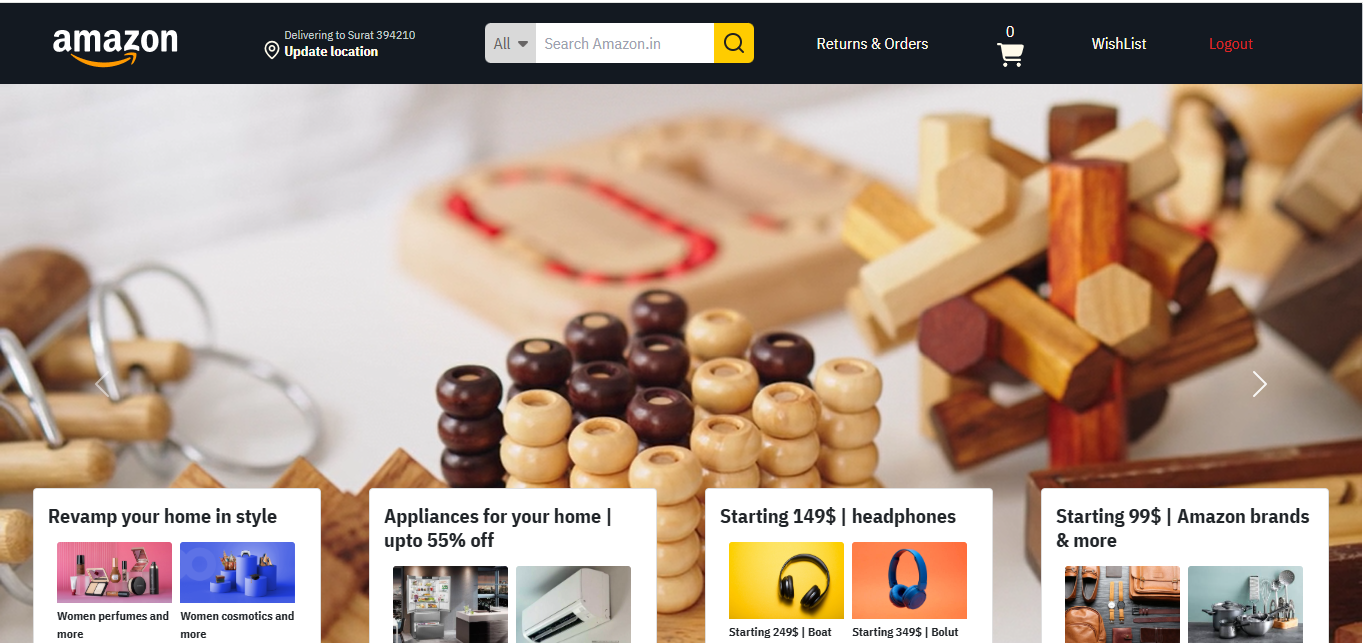 amazon
Delivering to Surat 394210
Update location
All
Search Amazon.in
Returns & Orders
0
WishList
Logout
Revamp your home in style
Women perfumes and
more
Women cosmotics and
more
Appliances for your home |
upto 55% off
Starting 149$ | headphones
Starting 249$ | Boat
Starting 349$ | Bolut
Starting 99$ | Amazon brands
& more